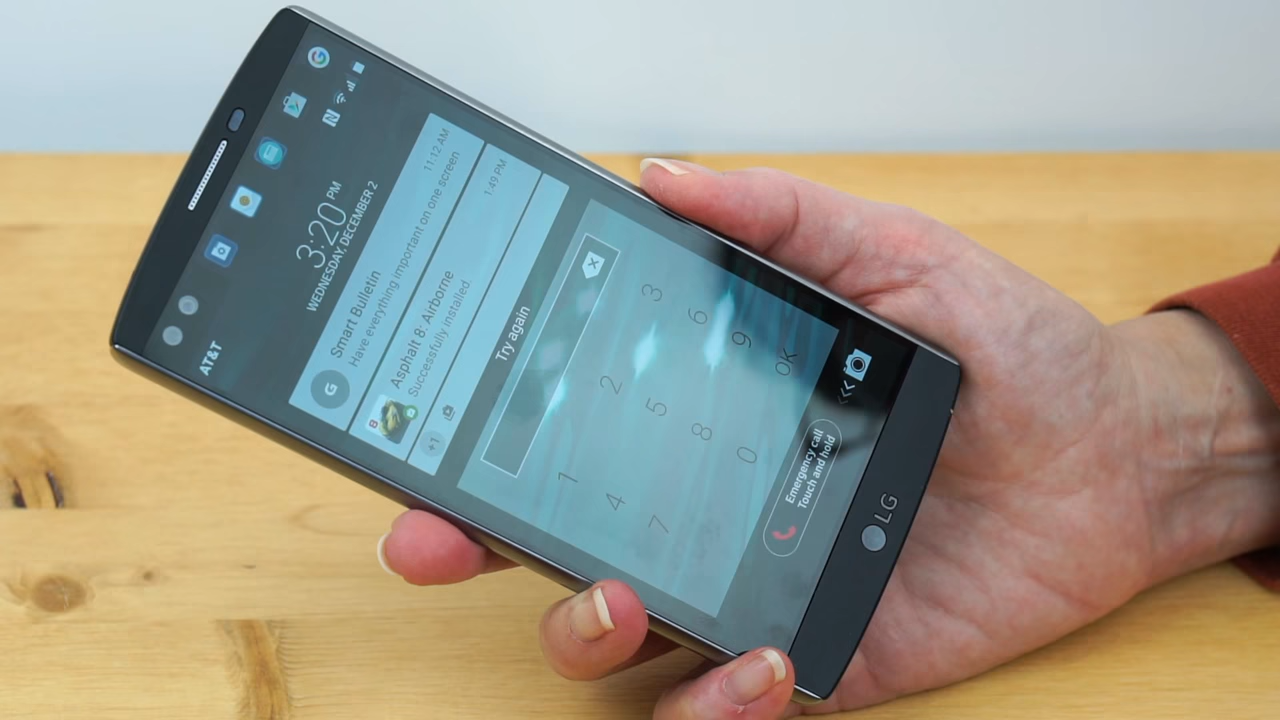 AT&T
3:20 PM
WEDNESDAY, DECEMBER 2
G
Smart Bulletin
11:12 AM
Have everything important on one screen
Asphalt 8: Airborne
1:49 PM
Successfully installed
+1
Try again
1 2 3
4 5 6
7 8 9
0 OK
Emergency call
Touch and hold
LG